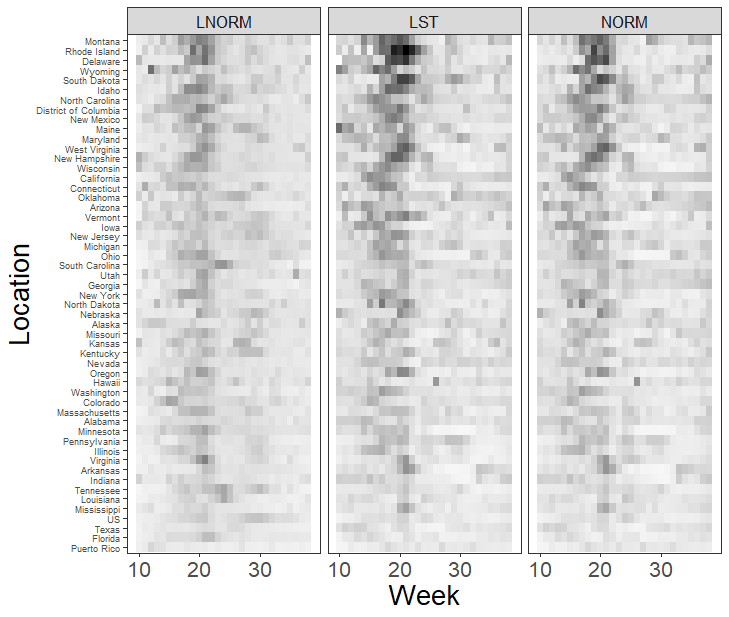 LNORM LST NORM
Location
Montana
Rhode Island
Delaware
Wyoming
South Dakota
Idaho
North Carolina
District of Columbia
New Mexico
Maine
Maryland
West Virginia
New Hampshire
Wisconsin
California
Connecticut
Oklahoma
Arizona
Vermont
Iowa
New Jersey
Michigan
Ohio
South Carolina
Utah
Georgia
New York
North Dakota
Nebraska
Alaska
Missouri
Kansas
Kentucky
Nevada
Oregon
Hawaii
Washington
Colorado
Massachusetts
Alabama
Minnesota
Pennsylvania
Illinois
Virginia
Arkansas
Indiana
Tennessee
Louisiana
Mississippi
US
Texas
Florida
Puerto Rico
10 20 30 10 20 30 10 20 30
Week